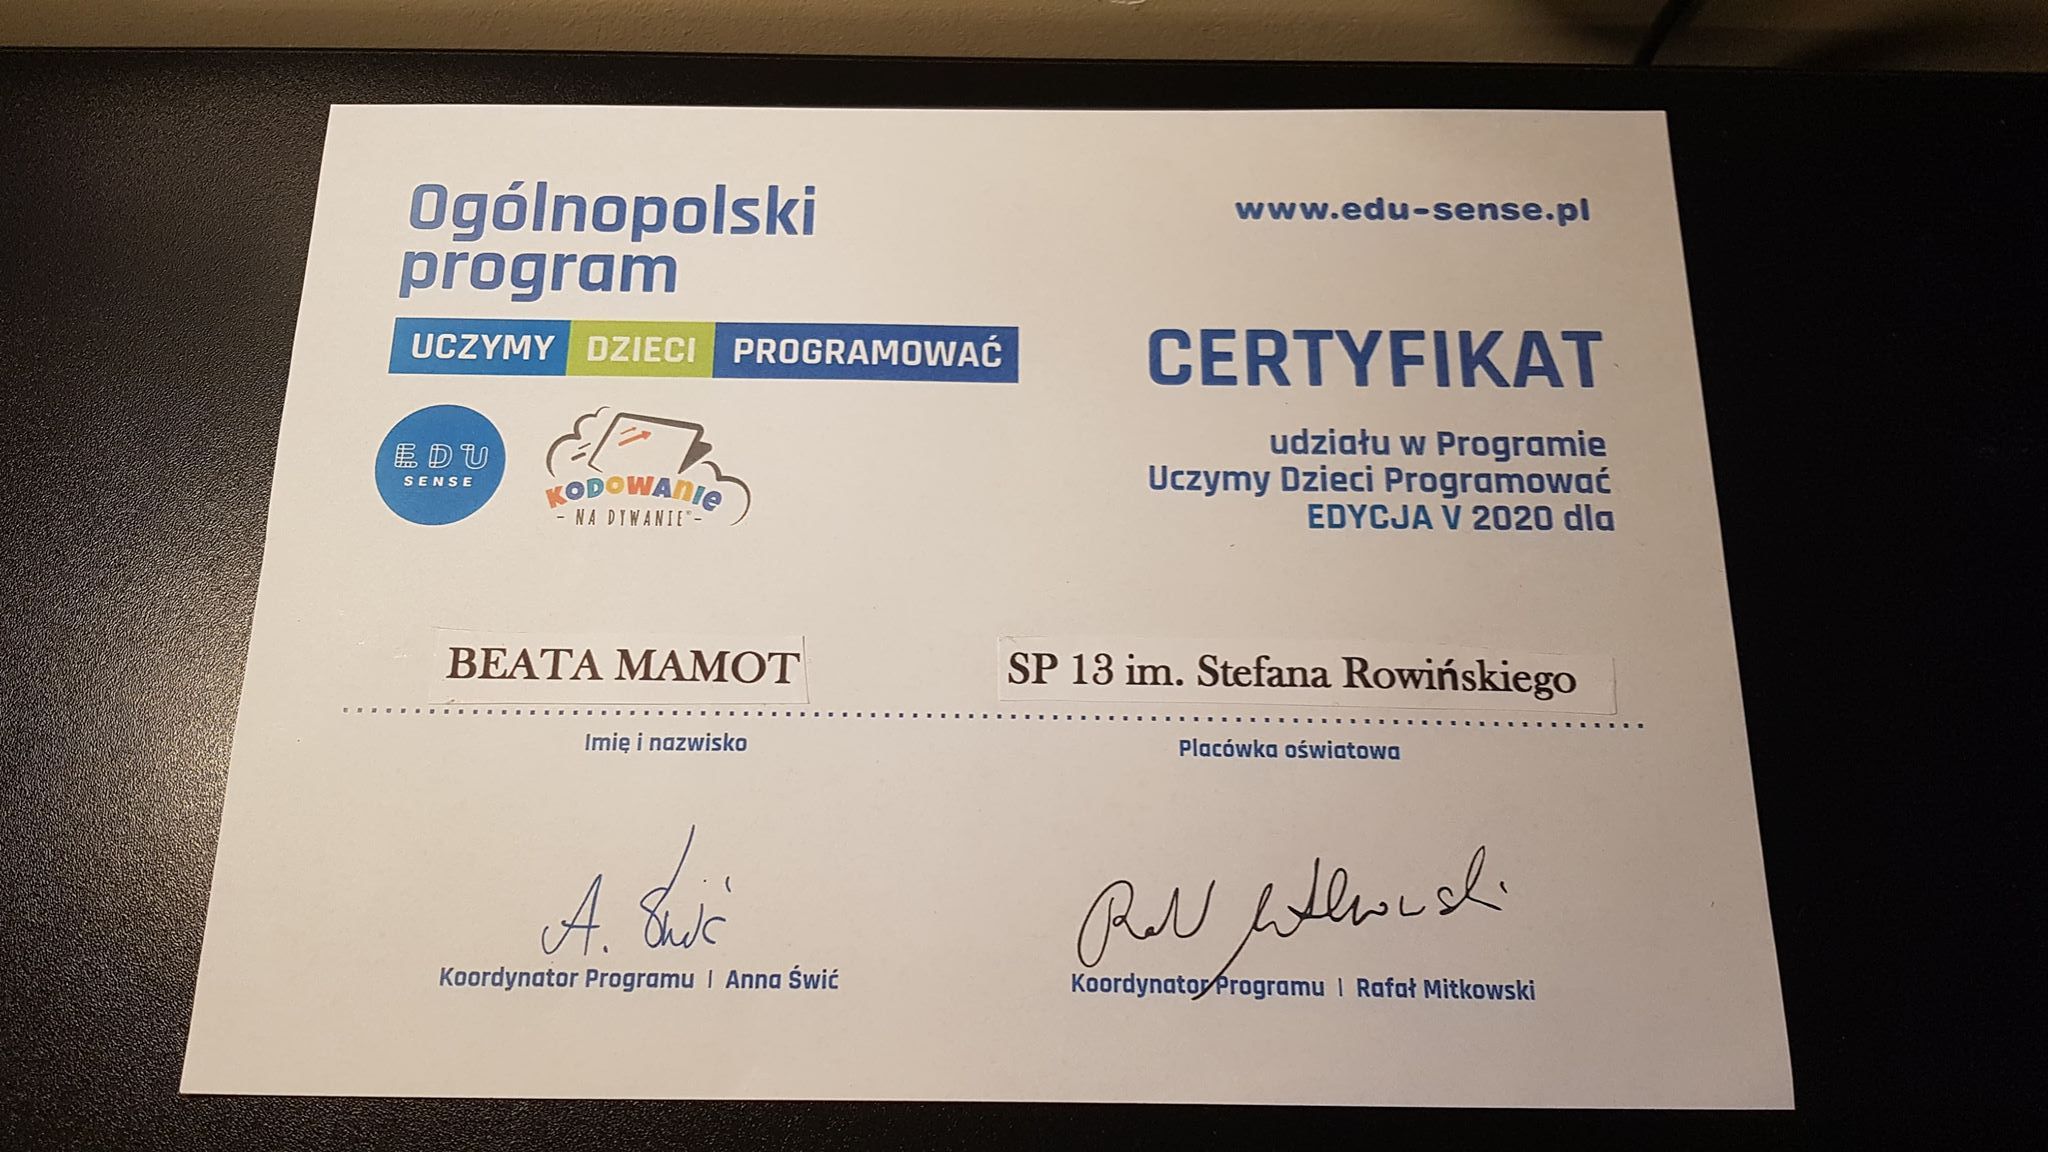 Ogólnopolski
program
UCZYMY DZIECI PROGRAMOWAĆ
EDU
SENSE
KODOWANIE
- NA DYWANIE® -
www.edu-sense.pl
CERTYFIKAT
udziału w Programie
Uczymy Dzieci Programować
EDYCJA V 2020 dla
BEATA MAMOT
SP 13 im. Stefana Rowińskiego
Imię i nazwisko
Placówka oświatowa
A. Świć
Koordynator Programu | Anna Świć
Koordynator Programu | Rafał Mitkowski